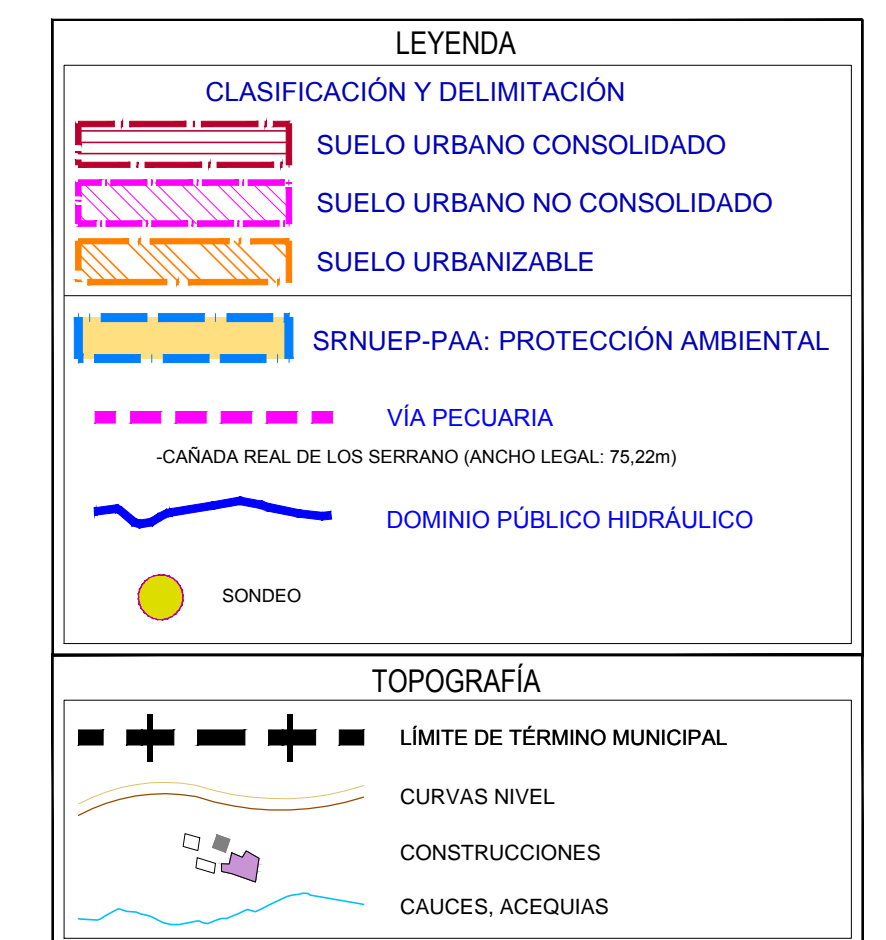 LEYENDA
CLASIFICACIÓN Y DELIMITACIÓN
SUELO URBANO CONSOLIDADO
SUELO URBANO NO CONSOLIDADO
SUELO URBANIZABLE
SRNUEP-PAA: PROTECCIÓN AMBIENTAL
VÍA PECUARIA
-CAÑADA REAL DE LOS SERRANO (ANCHO LEGAL: 75,22m)
DOMINIO PÚBLICO HIDRÁULICO
SONDEO
TOPOGRAFÍA
LÍMITE DE TÉRMINO MUNICIPAL
CURVAS NIVEL
CONSTRUCCIONES
CAUCES, ACEQUIAS